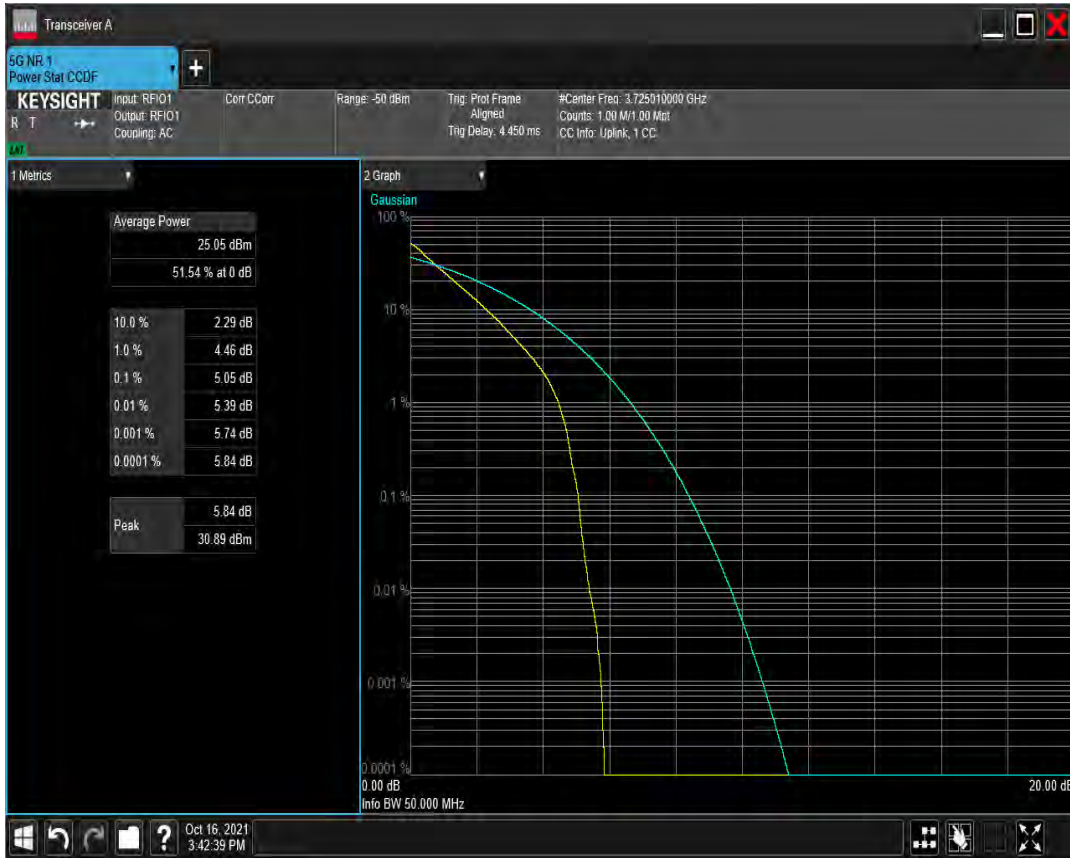 Transceiver A
5G NR 1
Power Stat CCDF
+
KEYSIGHT
R T
LXI
Input: RFIO1
Output: RFIO1
Coupling: AC
Corr CCorr
Range: -50 dBm
Trig: Prot Frame
Aligned
Trig Delay: 4.450 ms
#Center Freq: 3.725010000 GHz
Counts: 1.00 M/1.00 Mpt
CC Info: Uplink, 1 CC
1 Metrics
Average Power
25.05 dBm
51.54 % at 0 dB
10.0 % 2.29 dB
1.0 % 4.46 dB
0.1 % 5.05 dB
0.01 % 5.39 dB
0.001 % 5.74 dB
0.0001 % 5.84 dB
Peak 5.84 dB
30.89 dBm
2 Graph
Gaussian
100 %
10 %
1 %
0.1 %
0.01 %
0.001 %
0.0001 %
0.00 dB
20.00 dB
Info BW 50.000 MHz
?
Oct 16, 2021
3:42:39 PM